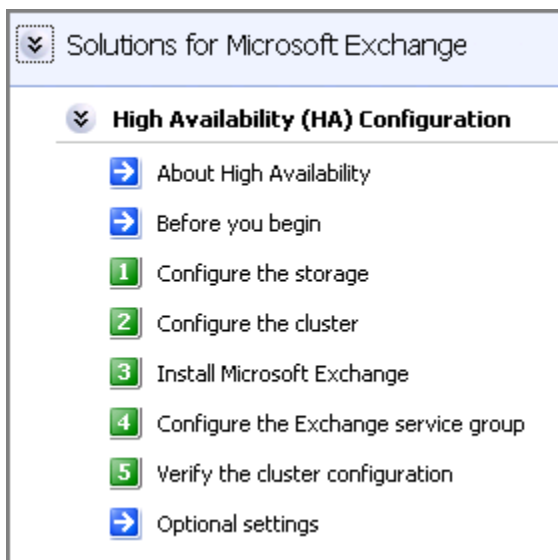 Solutions for Microsoft Exchange
High Availability (HA) Configuration
About High Availability
Before you begin
1 Configure the storage
2 Configure the cluster
3 Install Microsoft Exchange
4 Configure the Exchange service group
5 Verify the cluster configuration
Optional settings